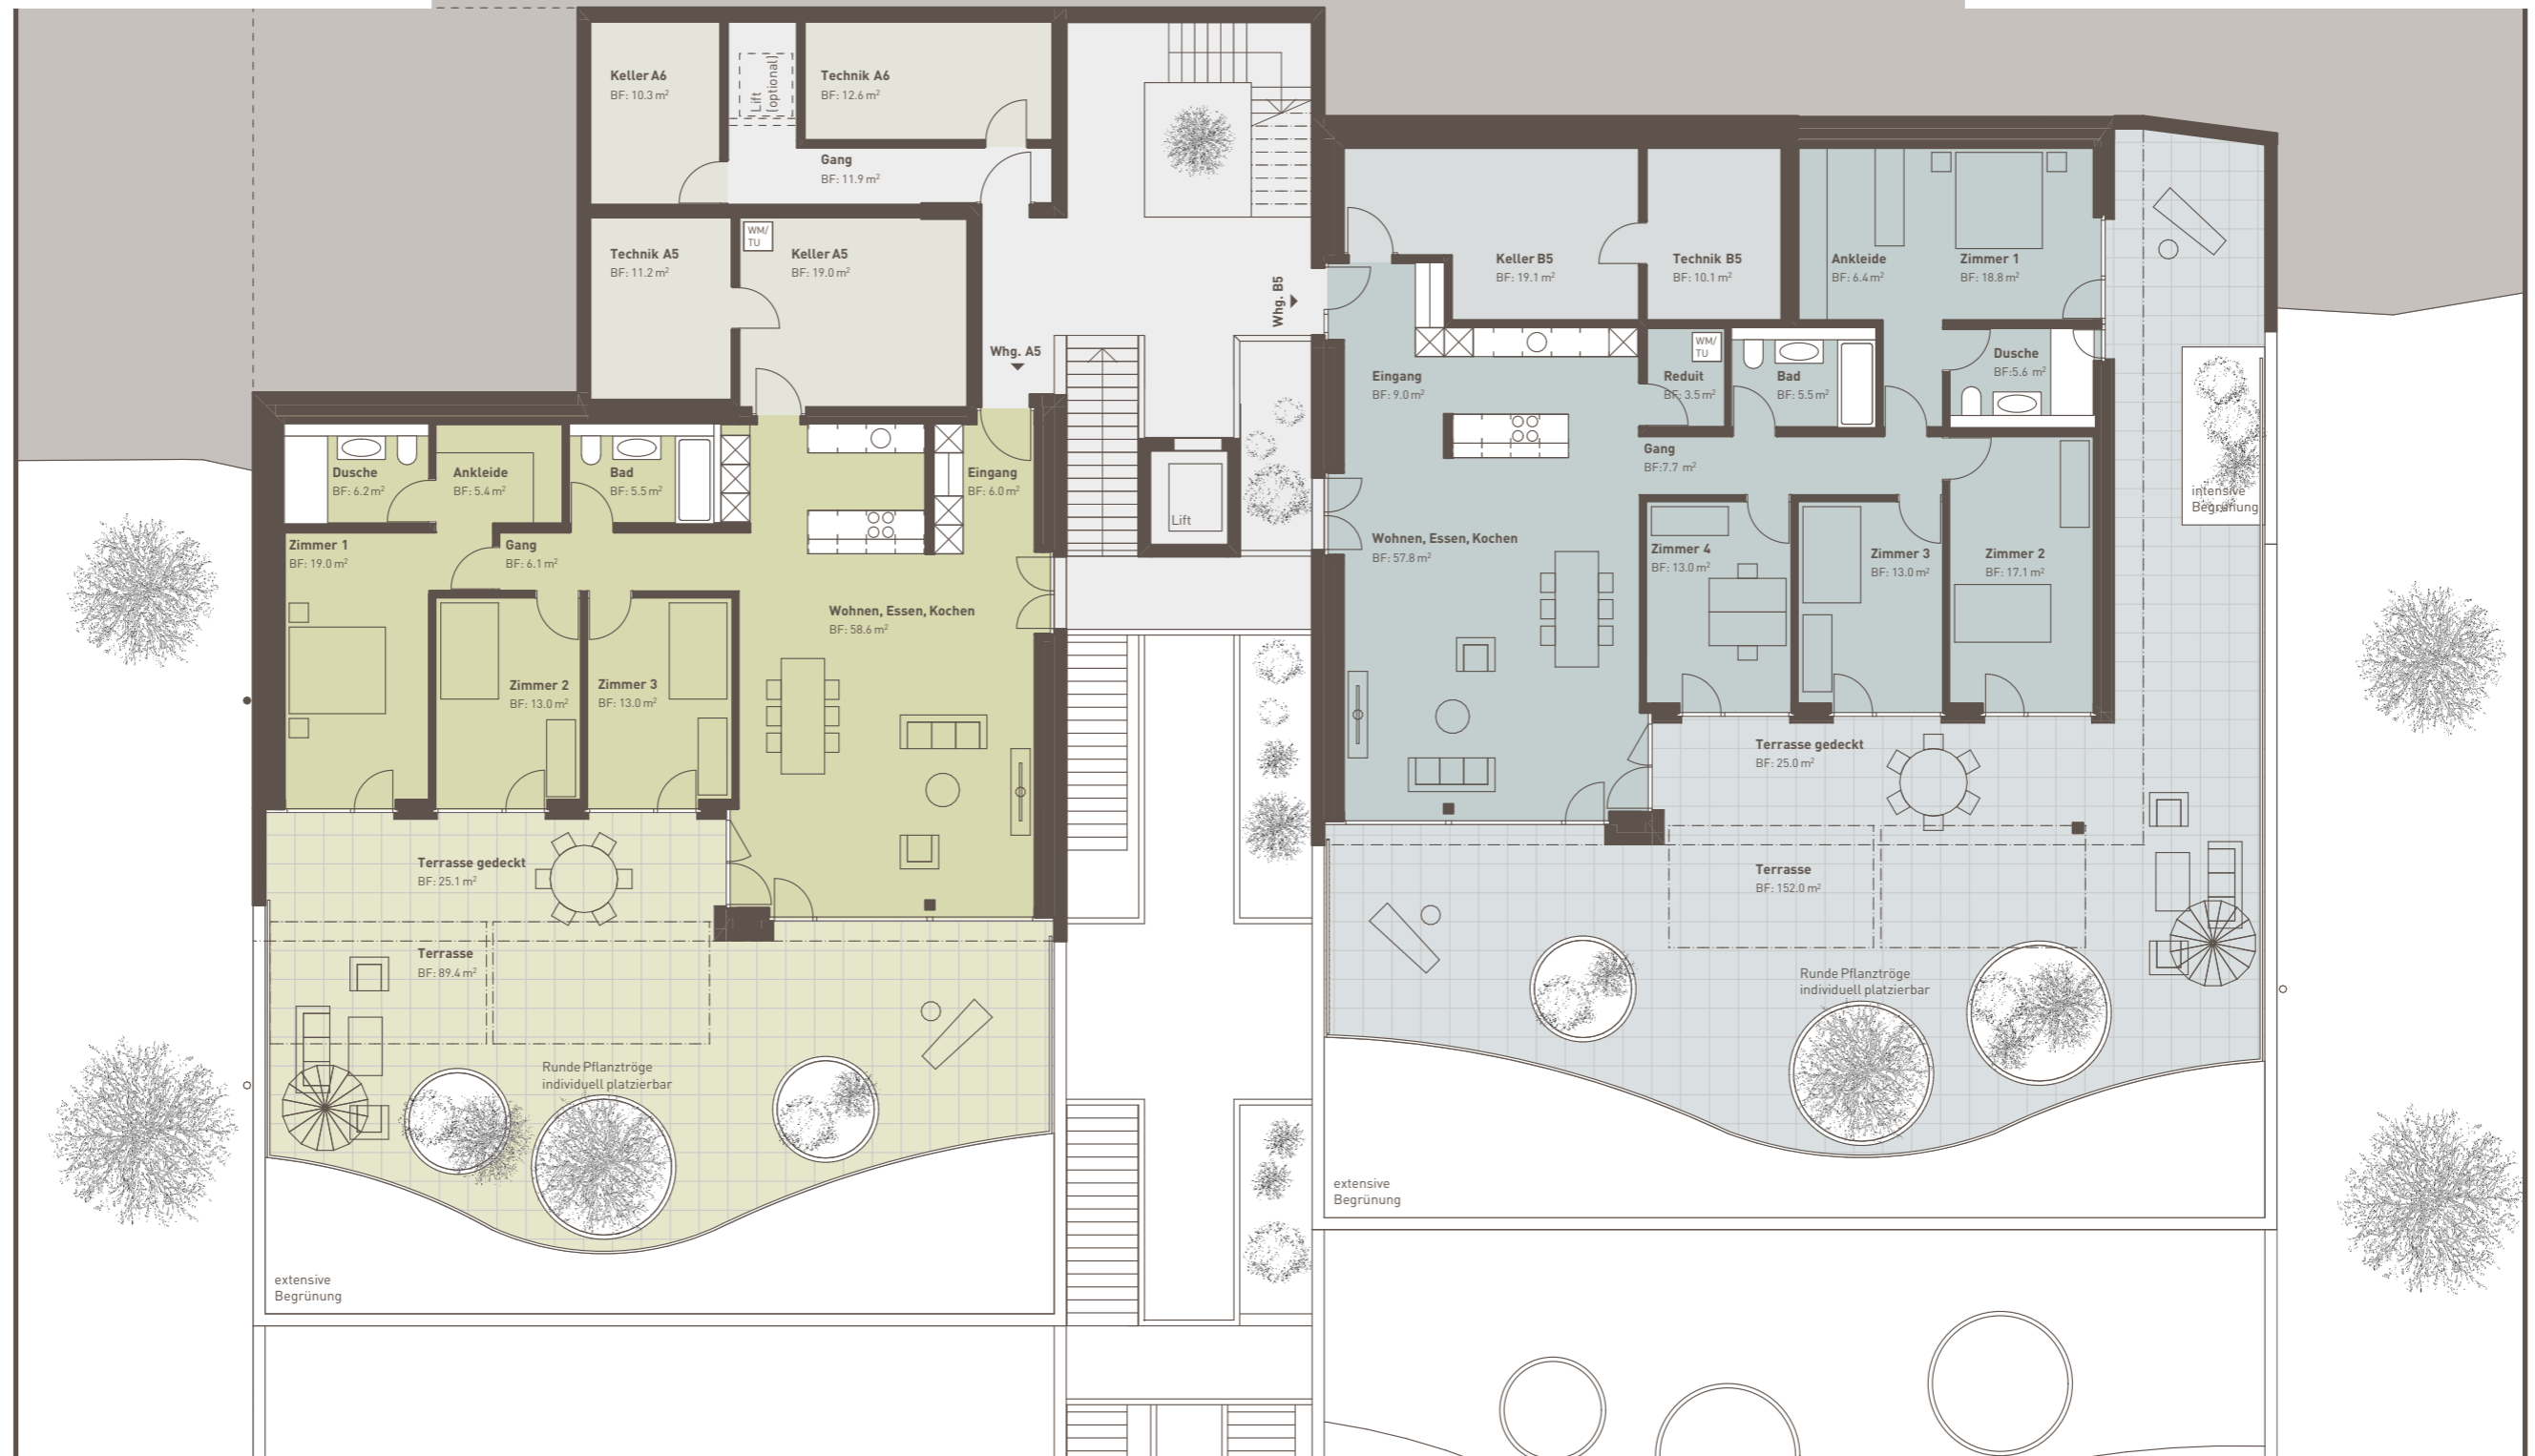 Keller A6
BF: 10.3 m²
Lift
(optional)
Technik A6
BF: 12.6 m²
Gang
BF: 11.9 m²
Technik A5
BF: 11.2 m²
WM/
TU
Keller A5
BF: 19.0 m²
Whg. A5
Whg. B5
Lift
Dusche
BF: 6.2 m²
Ankleide
BF: 5.4 m²
Bad
BF: 5.5 m²
Eingang
BF: 6.0 m²
Zimmer 1
BF: 19.0 m²
Gang
BF: 6.1 m²
Wohnen, Essen, Kochen
BF: 58.6 m²
Zimmer 2
BF: 13.0 m²
Zimmer 3
BF: 13.0 m²
Terrasse gedeckt
BF: 25.1 m²
Terrasse
BF: 89.4 m²
Runde Pflanztröge
individuell platzierbar
extensive
Begrünung
Keller B5
BF: 19.1 m²
Technik B5
BF: 10.1 m²
Ankleide
BF: 6.4 m²
Zimmer 1
BF: 18.8 m²
Eingang
BF: 9.0 m²
WM/
TU
Reduit
BF: 3.5 m²
Bad
BF: 5.5 m²
Dusche
BF:5.6 m²
Gang
BF:7.7 m²
intensive
Begrünung
Wohnen, Essen, Kochen
BF: 57.8 m²
Zimmer 4
BF: 13.0 m²
Zimmer 3
BF: 13.0 m²
Zimmer 2
BF: 17.1 m²
Terrasse gedeckt
BF: 25.0 m²
Terrasse
BF: 152.0 m²
Runde Pflanztröge
individuell platzierbar
extensive
Begrünung